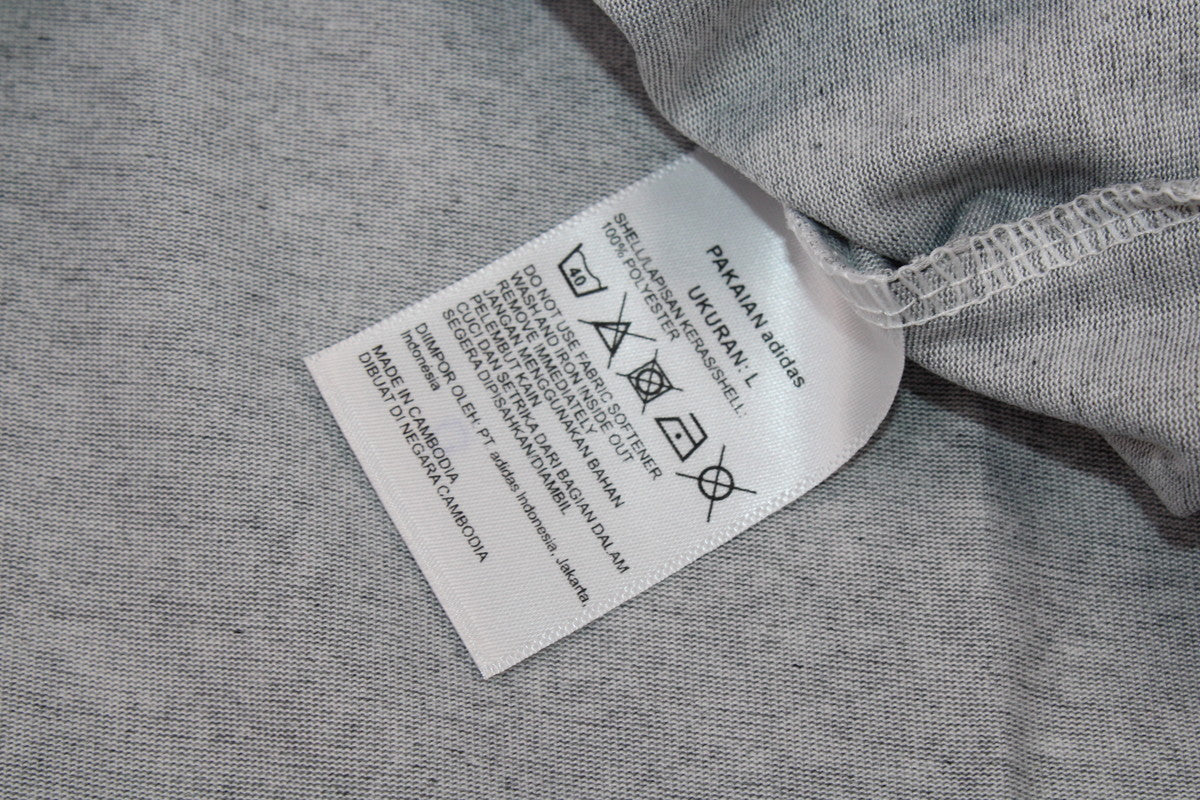 PAKAIAN adidas
UKURAN: L
SHELL/LAPISAN KERAS/SHELL:
100% POLYESTER
40
DO NOT USE FABRIC SOFTENER
WASH AND IRON INSIDE OUT
REMOVE IMMEDIATELY
JANGAN MENGGUNAKAN BAHAN
PELEMBUT KAIN
CUCI DAN SETRIKA DARI BAGIAN DALAM
SEGERA DIPISAHKAN/DIAMBIL
DIIMPOR OLEH: PT. adidas Indonesia, Jakarta,
Indonesia
MADE IN CAMBODIA
DIBUAT DI NEGARA CAMBODIA